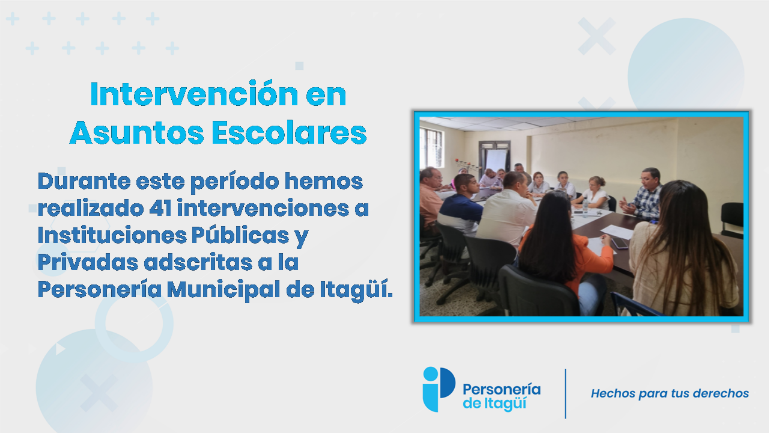 Intervención en
Asuntos Escolares
Durante este período hemos
realizado 41 intervenciones a
Instituciones Públicas y
Privadas adscritas a la
Personería Municipal de Itagüí.
Personería
de Itagüí
Hechos para tus derechos